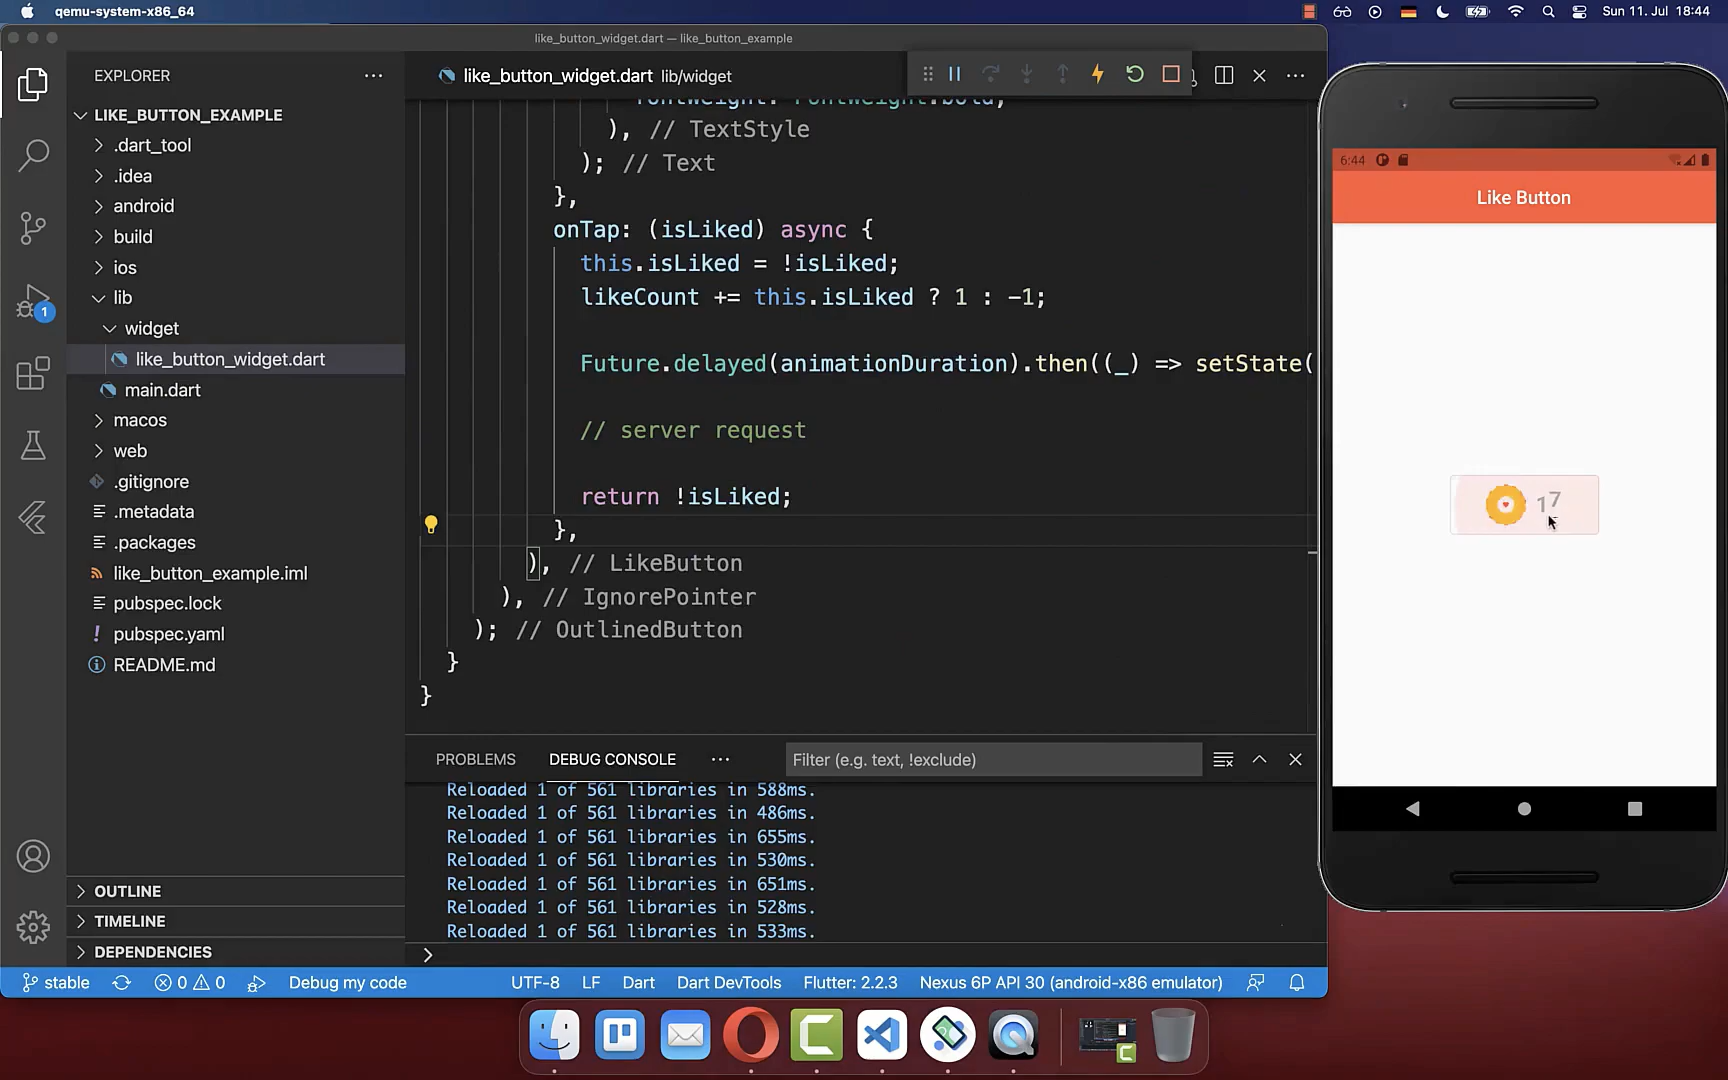 qemu-system-x86_64
Sun 11. Jul 18:44
like_button_widget.dart — like_button_example
EXPLORER
LIKE_BUTTON_EXAMPLE
.dart_tool
.idea
android
build
ios
lib
widget
like_button_widget.dart
main.dart
macos
web
.gitignore
.metadata
.packages
like_button_example.iml
pubspec.lock
! pubspec.yaml
README.md
OUTLINE
TIMELINE
DEPENDENCIES
1
like_button_widget.dart lib/widget
fontWeight: FontWeight.bold,
), // TextStyle
); // Text
},
onTap: (isLiked) async {
this.isLiked = !isLiked;
likeCount += this.isLiked ? 1 : -1;
Future.delayed(animationDuration).then((_) => setState(
// server request
return !isLiked;
},
), // LikeButton
), // IgnorePointer
); // OutlinedButton
}
}
PROBLEMS
DEBUG CONSOLE
Filter (e.g. text, !exclude)
Reloaded 1 of 561 libraries in 588ms.
Reloaded 1 of 561 libraries in 486ms.
Reloaded 1 of 561 libraries in 655ms.
Reloaded 1 of 561 libraries in 530ms.
Reloaded 1 of 561 libraries in 651ms.
Reloaded 1 of 561 libraries in 528ms.
Reloaded 1 of 561 libraries in 533ms.
stable
0
0
Debug my code
UTF-8
LF
Dart
Dart DevTools
Flutter: 2.2.3
Nexus 6P API 30 (android-x86 emulator)
6:44
Like Button
17